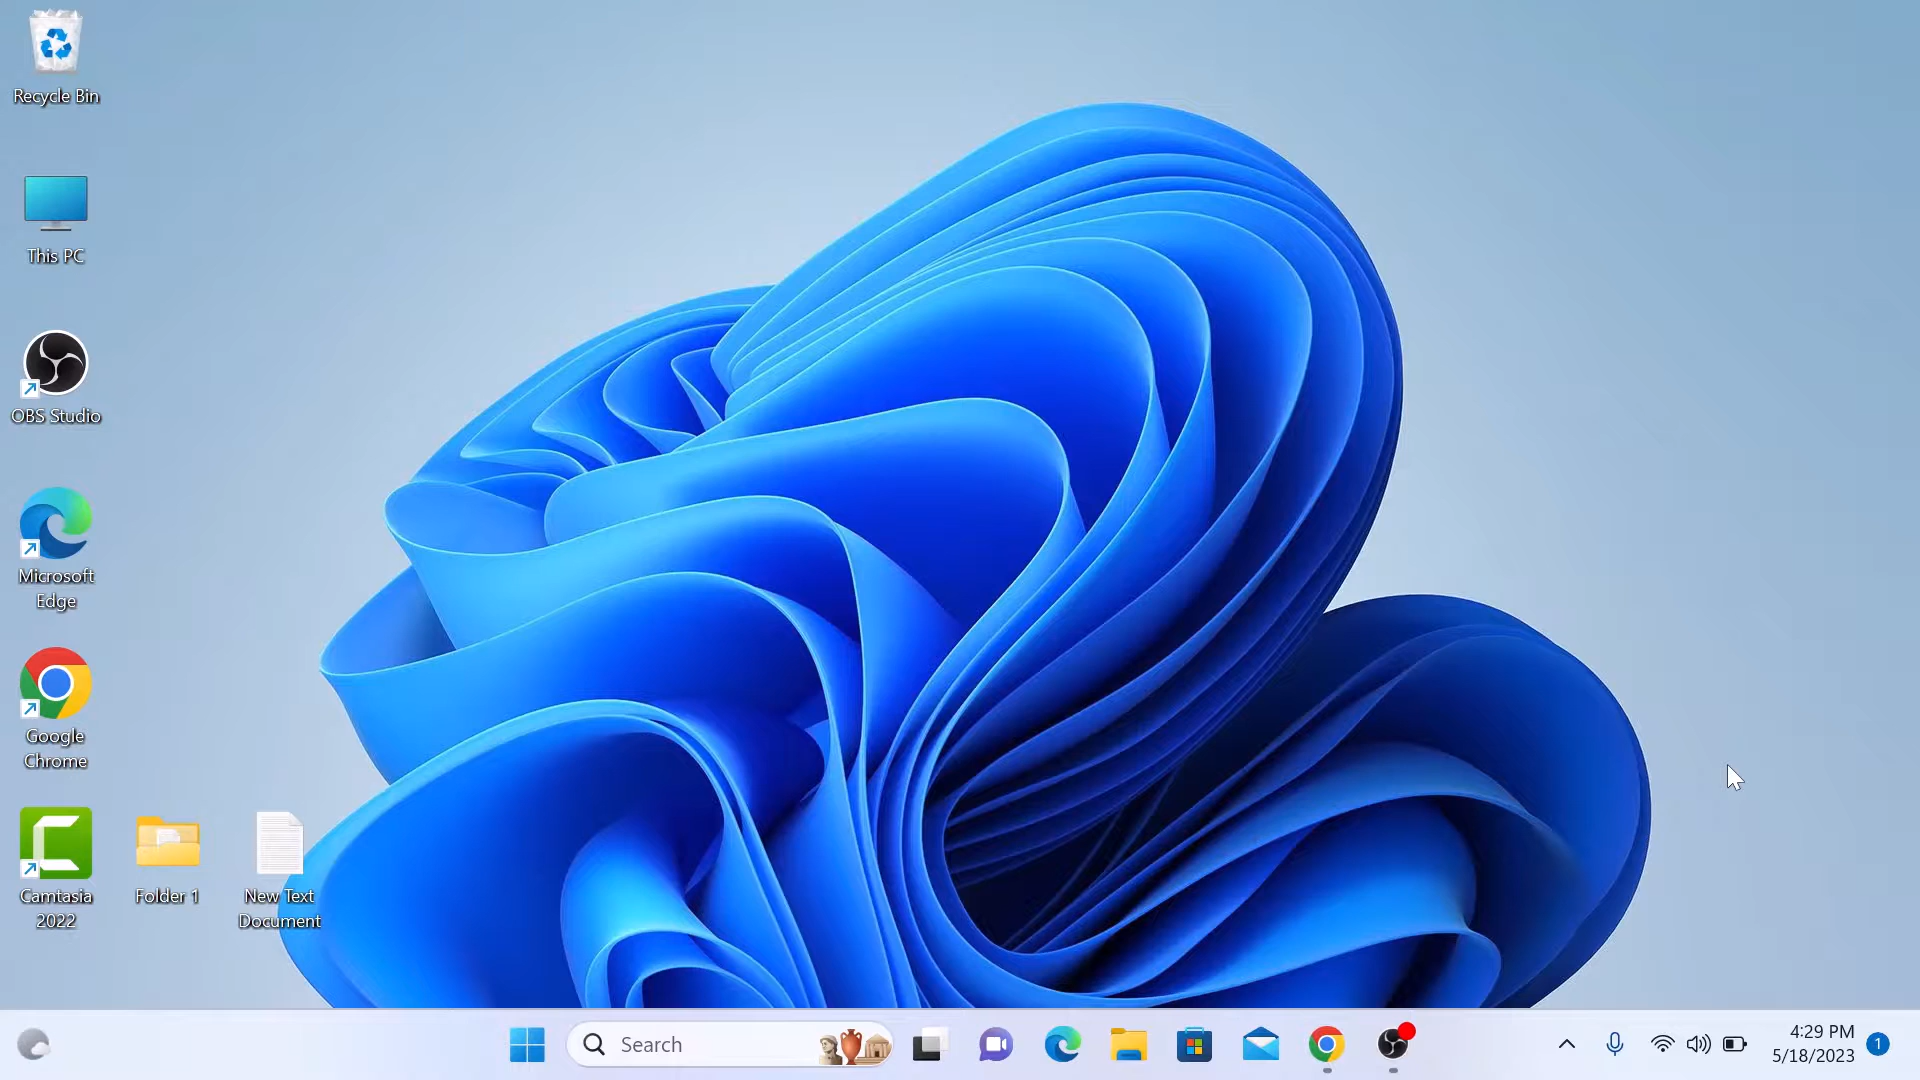 Recycle Bin
This PC
OBS Studio
Microsoft
Edge
Google
Chrome
Camtasia
2022
Folder 1
New Text
Document
Search
4:29 PM
5/18/2023
1